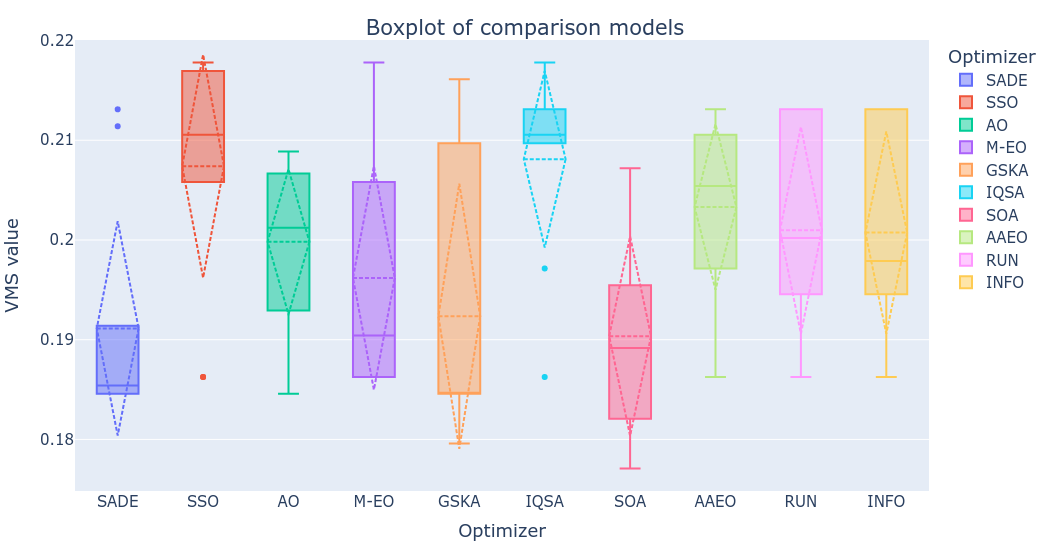 Boxplot of comparison models
0.22
0.21
0.2
0.19
0.18
VMS value
SADE
SSO
AO
M-EO
GSKA
IQSA
SOA
AAEO
RUN
INFO
Optimizer
Optimizer
SADE
SSO
AO
M-EO
GSKA
IQSA
SOA
AAEO
RUN
INFO